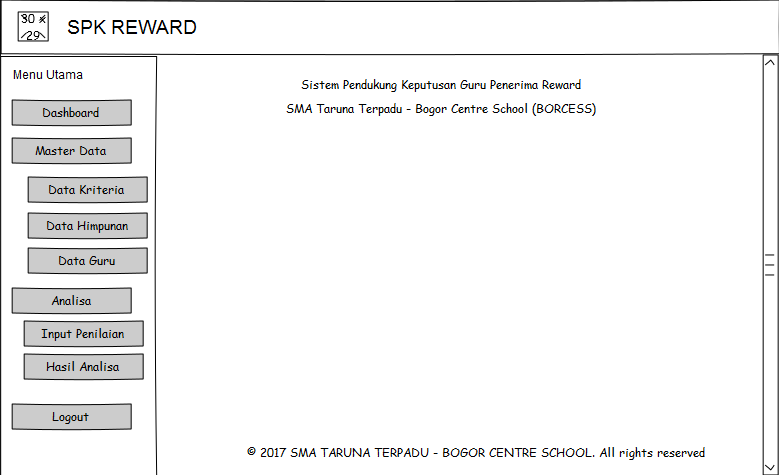 30
29
SPK REWARD
Menu Utama
Dashboard
Master Data
Data Kriteria
Data Himpunan
Data Guru
Analisa
Input Penilaian
Hasil Analisa
Logout
Sistem Pendukung Keputusan Guru Penerima Reward
SMA Taruna Terpadu - Bogor Centre School (BORCESS)
© 2017 SMA TARUNA TERPADU - BOGOR CENTRE SCHOOL. All rights reserved